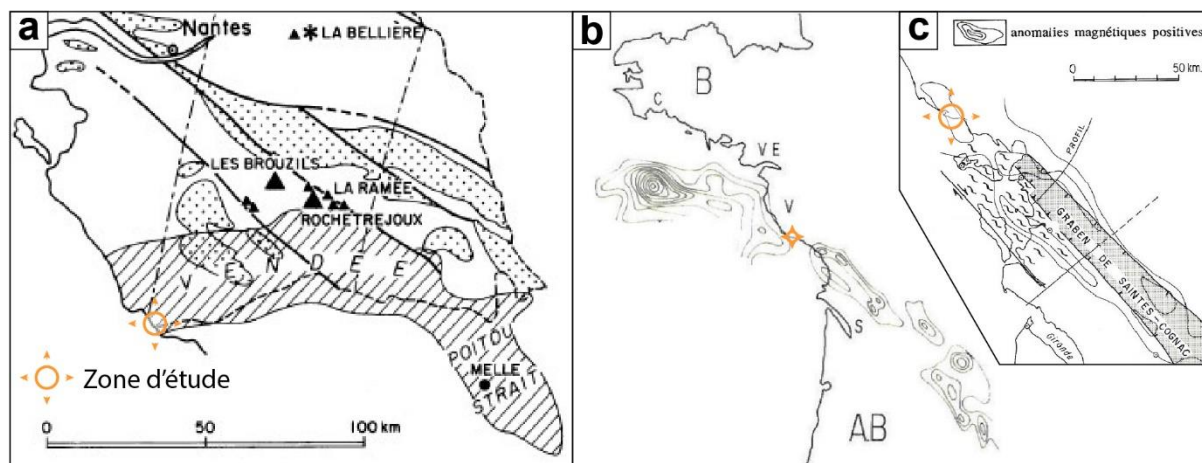 a
Nantes
LA BELLIÈRE
LES BROUZILS
LA RAMÉE
ROCHETREJOUX
VENDEE
POITOU
MELLE
STRAIT
Zone d'étude
0 50 100 km
b
B
C
VE
V
S
AB
c
anomalies magnétiques positives
0 50 km.
PROFIL
GRABEN DE SAINTES-COGNAC
Gironde